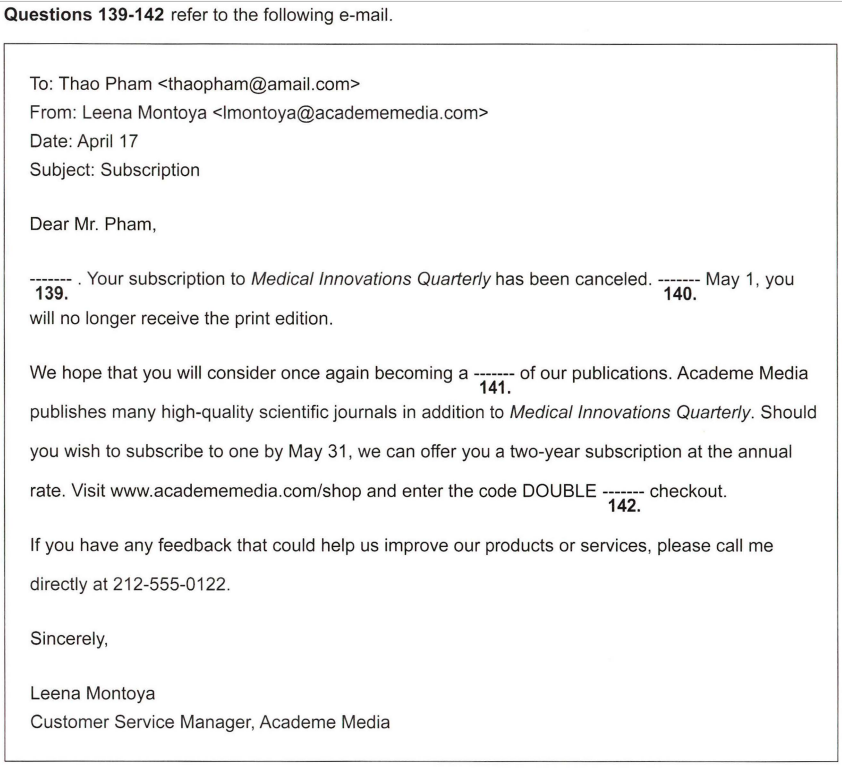 Questions 139-142 refer to the following e-mail.
To: Thao Pham <thaopham@amail.com>
From: Leena Montoya <lmontoya@academemedia.com>
Date: April 17
Subject: Subscription
Dear Mr. Pham,
------- . Your subscription to Medical Innovations Quarterly has been canceled. ------- May 1, you
139. 140.
will no longer receive the print edition.
We hope that you will consider once again becoming a ------- of our publications. Academe Media
141.
publishes many high-quality scientific journals in addition to Medical Innovations Quarterly. Should
you wish to subscribe to one by May 31, we can offer you a two-year subscription at the annual
rate. Visit www.academemedia.com/shop and enter the code DOUBLE ------- checkout.
142.
If you have any feedback that could help us improve our products or services, please call me
directly at 212-555-0122.
Sincerely,
Leena Montoya
Customer Service Manager, Academe Media